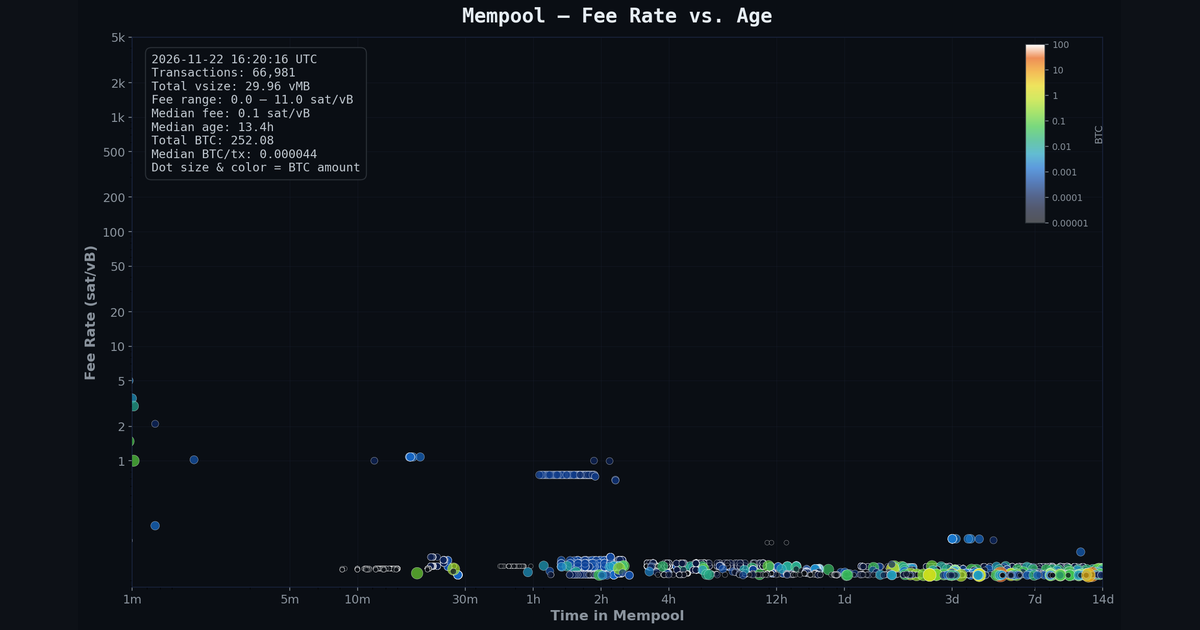 Mempool — Fee Rate vs. Age
2026-11-22 16:20:16 UTC
Transactions: 66,981
Total vsize: 29.96 vMB
Fee range: 0.0 – 11.0 sat/vB
Median fee: 0.1 sat/vB
Median age: 13.4h
Total BTC: 252.08
Median BTC/tx: 0.000044
Dot size & color = BTC amount
5k
2k
1k
500
200
100
50
20
10
5
2
1
Fee Rate (sat/vB)
100
10
1
0.1
0.01
0.001
0.0001
0.00001
BTC
1m 5m 10m 30m 1h 2h 4h 12h 1d 3d 7d 14d
Time in Mempool